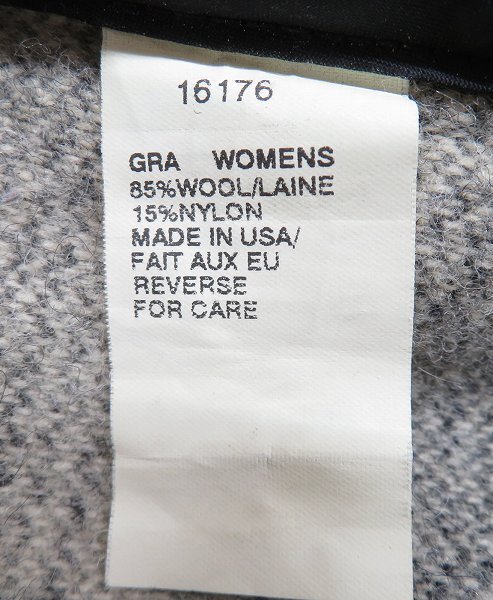 16176
GRA WOMENS
85%WOOL/LAINE
15%NYLON
MADE IN USA/
FAIT AUX EU
REVERSE
FOR CARE